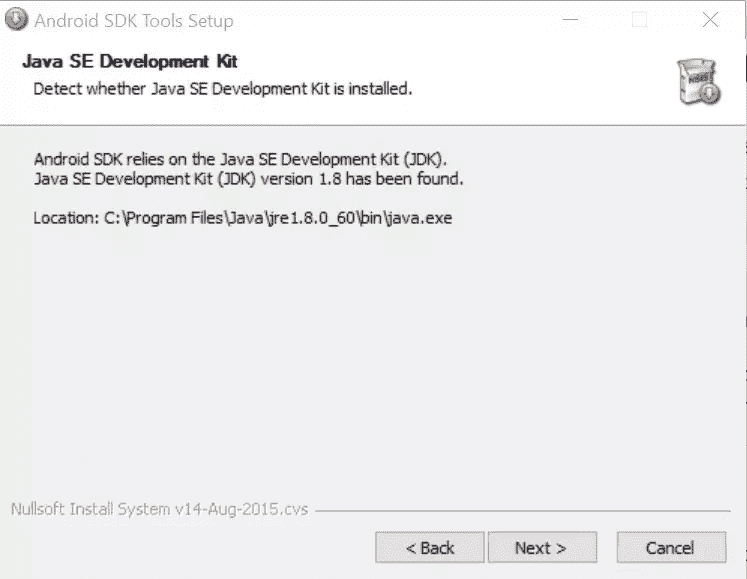 Android SDK Tools Setup
Java SE Development Kit
Detect whether Java SE Development Kit is installed.
Android SDK relies on the Java SE Development Kit (JDK).
Java SE Development Kit (JDK) version 1.8 has been found.
Location: C:\Program Files\Java\jre1.8.0_60\bin\java.exe
Nullsoft Install System v14-Aug-2015.cvs
< Back Next > Cancel